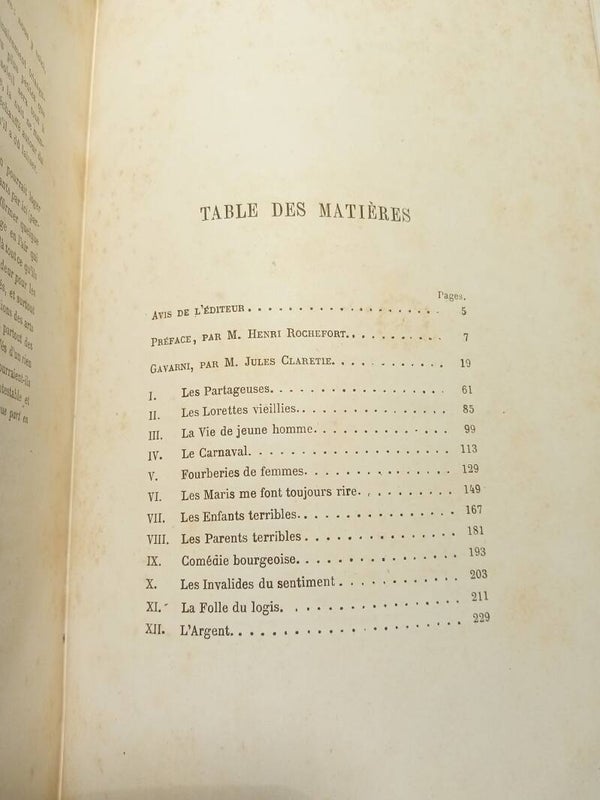 TABLE DES MATIÈRES
Pages.
AVIS DE L'ÉDITEUR 5
PRÉFACE, PAR M. HENRI ROCHEFORT. 7
GAVARNI, PAR M. JULES CLARETIE. 19
I. Les Partageuses. 61
II. Les Lorettes vieillies. 85
III. La Vie de jeune homme. 99
IV. Le Carnaval. 113
V. Fourberies de femmes. 129
VI. Les Maris me font toujours rire. 149
VII. Les Enfants terribles. 167
VIII. Les Parents terribles 181
IX. Comédie bourgeoise. 193
X. Les Invalides du sentiment 203
XI. La Folle du logis. 211
XII. L'Argent. 229